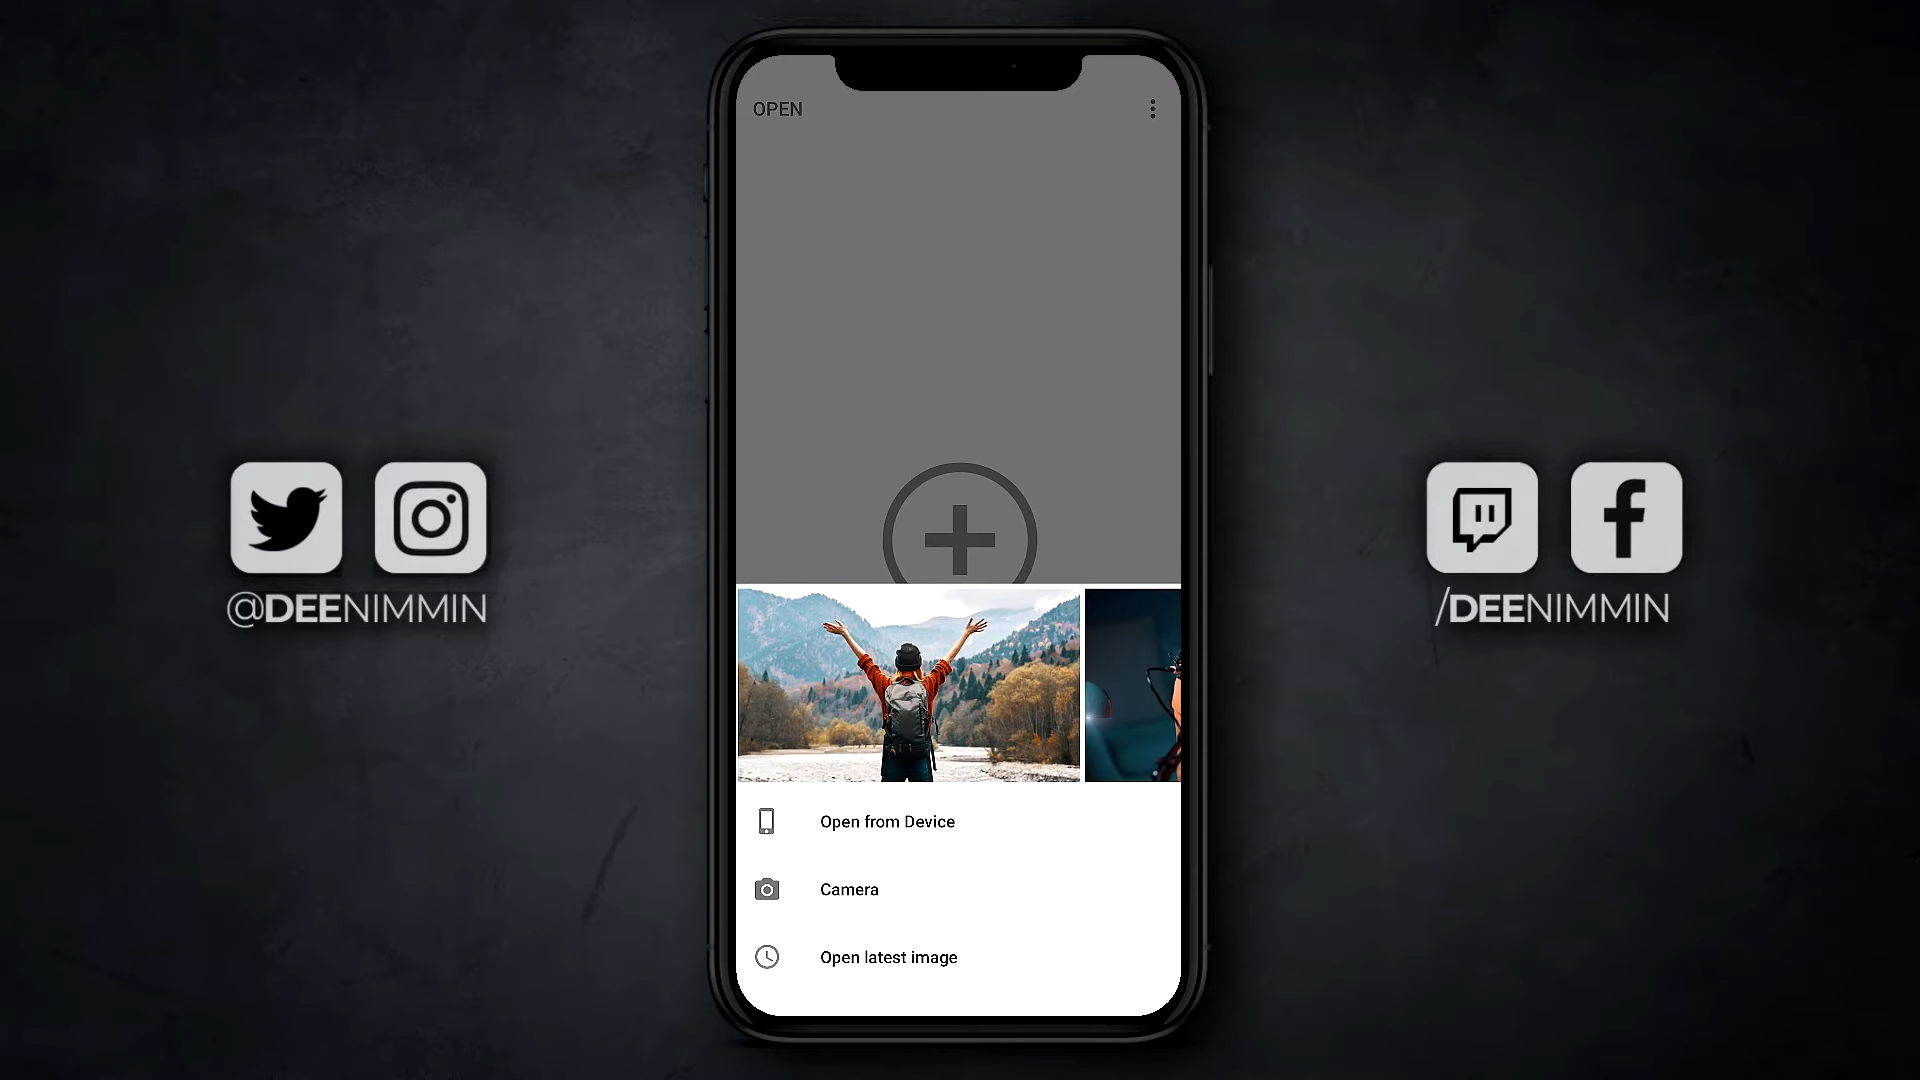 OPEN
@DEENIMMIN
/DEENIMMIN
Open from Device
Camera
Open latest image